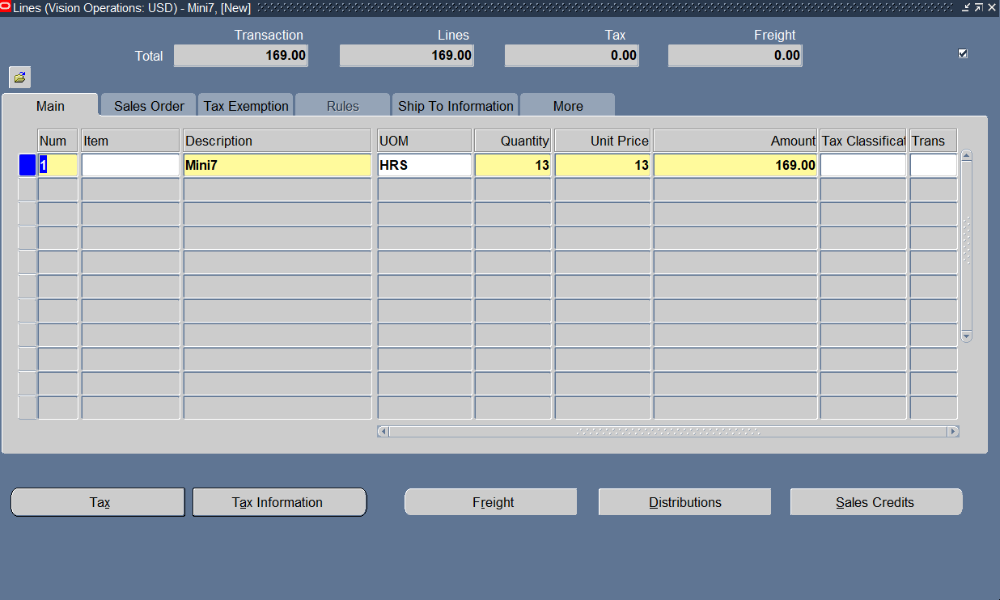 Lines (Vision Operations: USD) - Mini7, [New]
Transaction Lines Tax Freight
Total 169.00 169.00 0.00 0.00
Main Sales Order Tax Exemption Rules Ship To Information More
Num Item Description UOM Quantity Unit Price Amount Tax Classificat Trans
1 Mini7 HRS 13 13 169.00
Tax Tax Information Freight Distributions Sales Credits